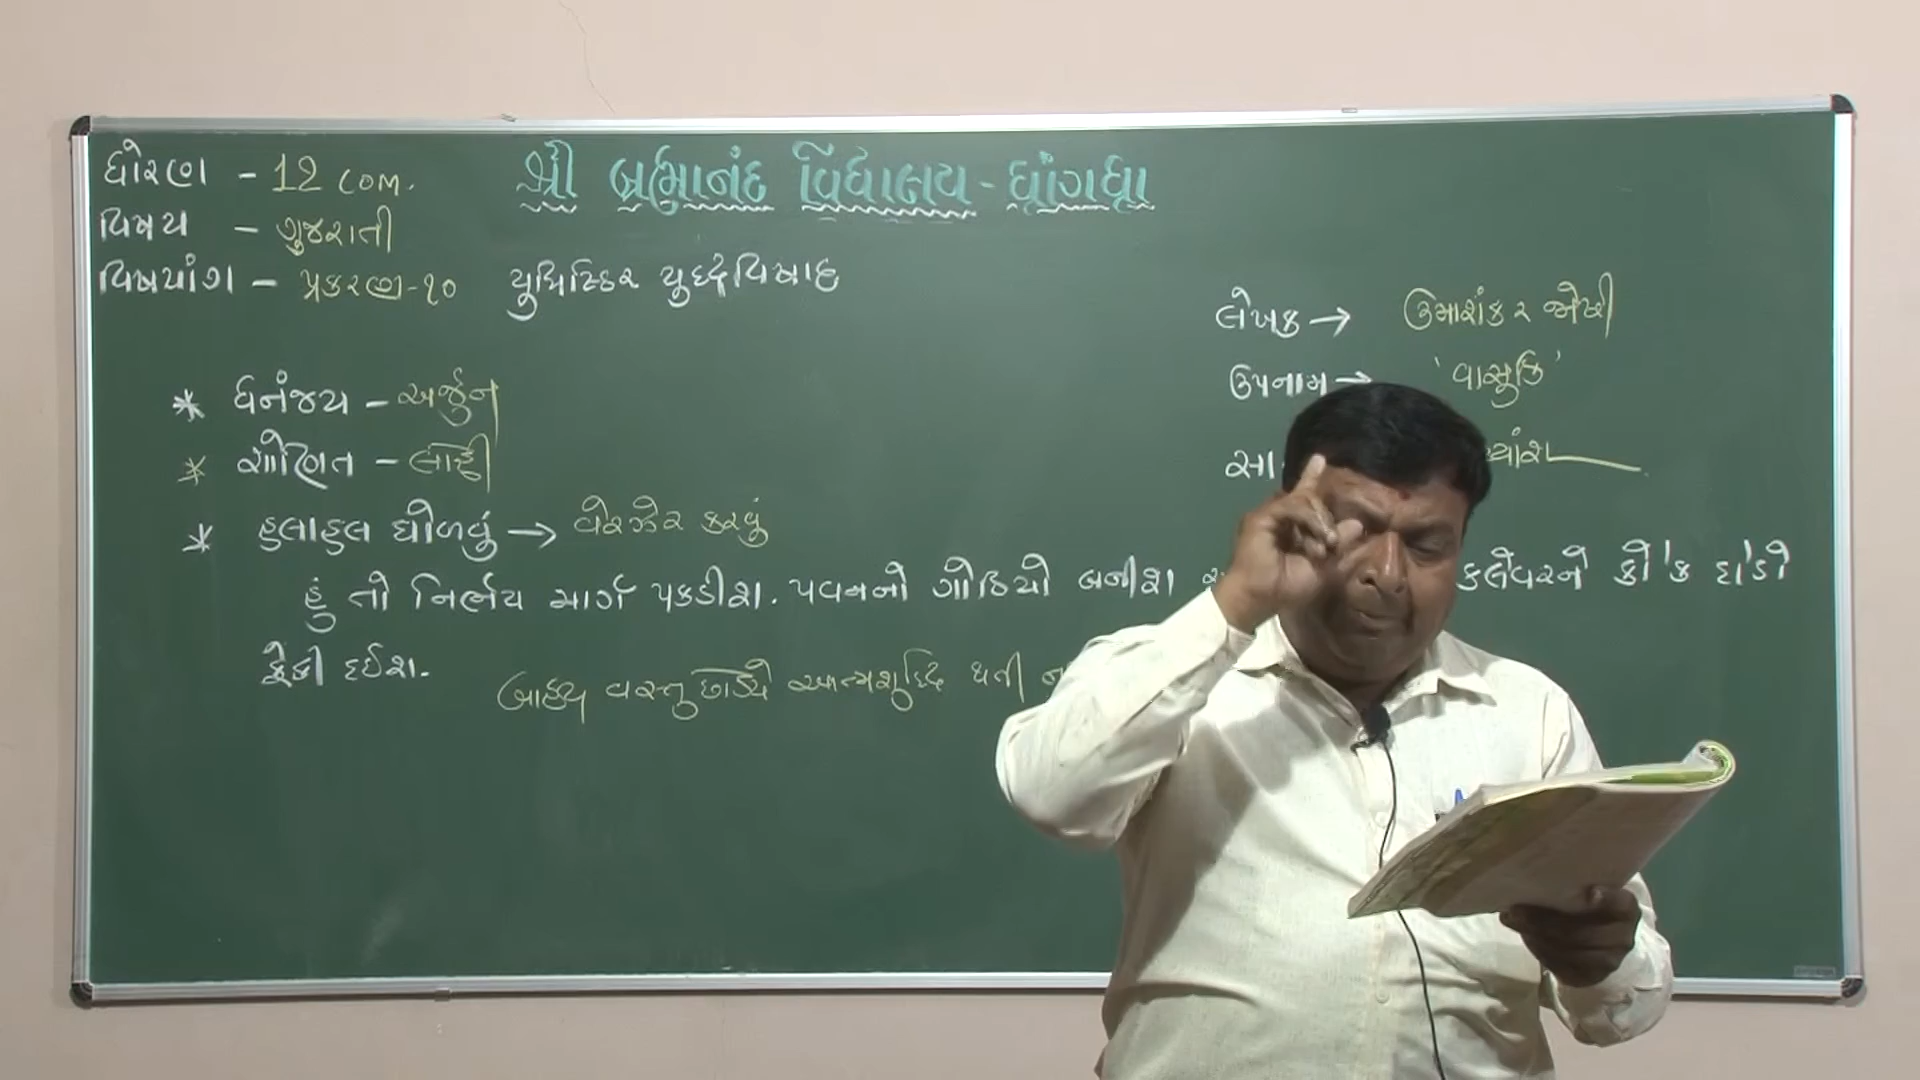 ધોરણ - 12 COM.
શ્રી બ્રહ્માનંદ વિદ્યાલય - ધ્રાંગધ્રા
વિષય - ગુજરાતી
વિષયાંગ - પ્રકરણ-૧૦ યુધિષ્ઠિર યુદ્ધવિષાદ
લેખક → ઉમાશંકર જોષી
ઉપનામ → 'વાસુકિ'
* ધનંજય - અર્જુન
* શોણિત - લોહી
* હલાહલ ઘોળવું → વેરઝેર કરવું
હું તો નિર્ભય માર્ગ પકડીશ. પવનનો ગોઠિયો બનીશ કલેવરને ક્યાંક
ફેંકી દઈશ.
બાહ્ય વસ્તુ છોડ્યે આત્મશુદ્ધિ થતી